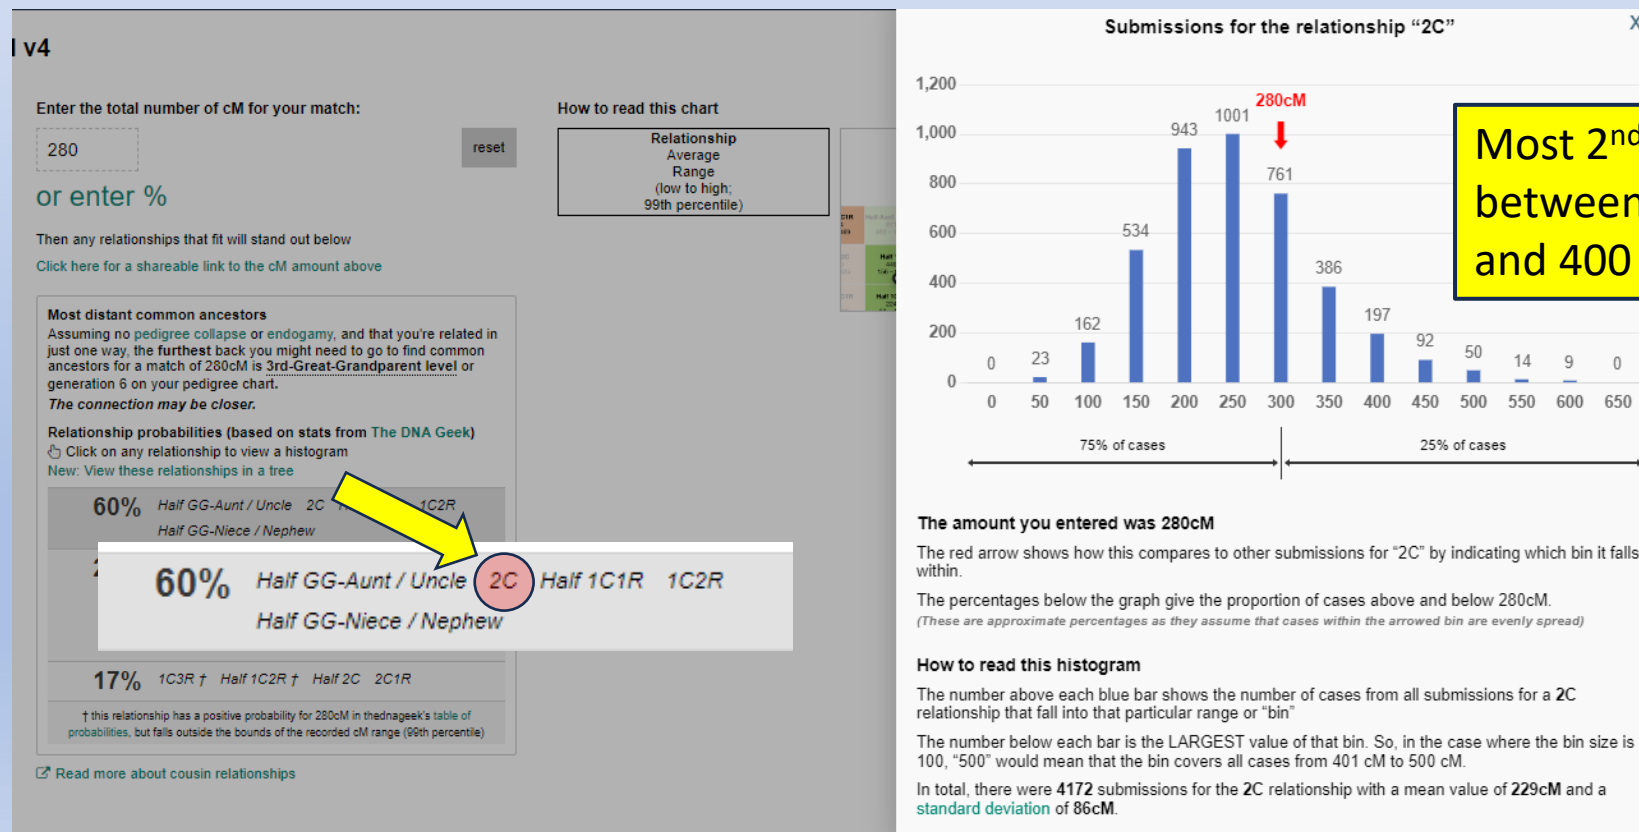 l v4
Enter the total number of cM for your match:
280
reset
or enter %
Then any relationships that fit will stand out below
Click here for a shareable link to the cM amount above
Most distant common ancestors
Assuming no pedigree collapse or endogamy, and that you're related in
just one way, the furthest back you might need to go to find common
ancestors for a match of 280cM is 3rd-Great-Grandparent level or
generation 6 on your pedigree chart.
The connection may be closer.
Relationship probabilities (based on stats from The DNA Geek)
Click on any relationship to view a histogram
New: View these relationships in a tree
60% Half GG-Aunt / Uncle 2C 1C2R
Half GG-Niece / Nephew
60% Half GG-Aunt / Uncle 2C Half 1C1R 1C2R
Half GG-Niece / Nephew
17% 1C3R † Half 1C2R † Half 2C 2C1R
† this relationship has a positive probability for 280cM in thednageek's table of
probabilities, but falls outside the bounds of the recorded cM range (99th percentile)
Read more about cousin relationships
How to read this chart
Relationship
Average
Range
(low to high;
99th percentile)
Submissions for the relationship “2C”
X
1,200
1,000
800
600
400
200
0
0 23 162 534 943 1001 761 386 197 92 50 14 9 0
280cM
0 50 100 150 200 250 300 350 400 450 500 550 600 650
75% of cases
25% of cases
Most 2nd
between
and 400
The amount you entered was 280cM
The red arrow shows how this compares to other submissions for “2C” by indicating which bin it falls
within.
The percentages below the graph give the proportion of cases above and below 280cM.
(These are approximate percentages as they assume that cases within the arrowed bin are evenly spread)
How to read this histogram
The number above each blue bar shows the number of cases from all submissions for a 2C
relationship that fall into that particular range or “bin”
The number below each bar is the LARGEST value of that bin. So, in the case where the bin size is
100, “500” would mean that the bin covers all cases from 401 cM to 500 cM.
In total, there were 4172 submissions for the 2C relationship with a mean value of 229cM and a
standard deviation of 86cM.